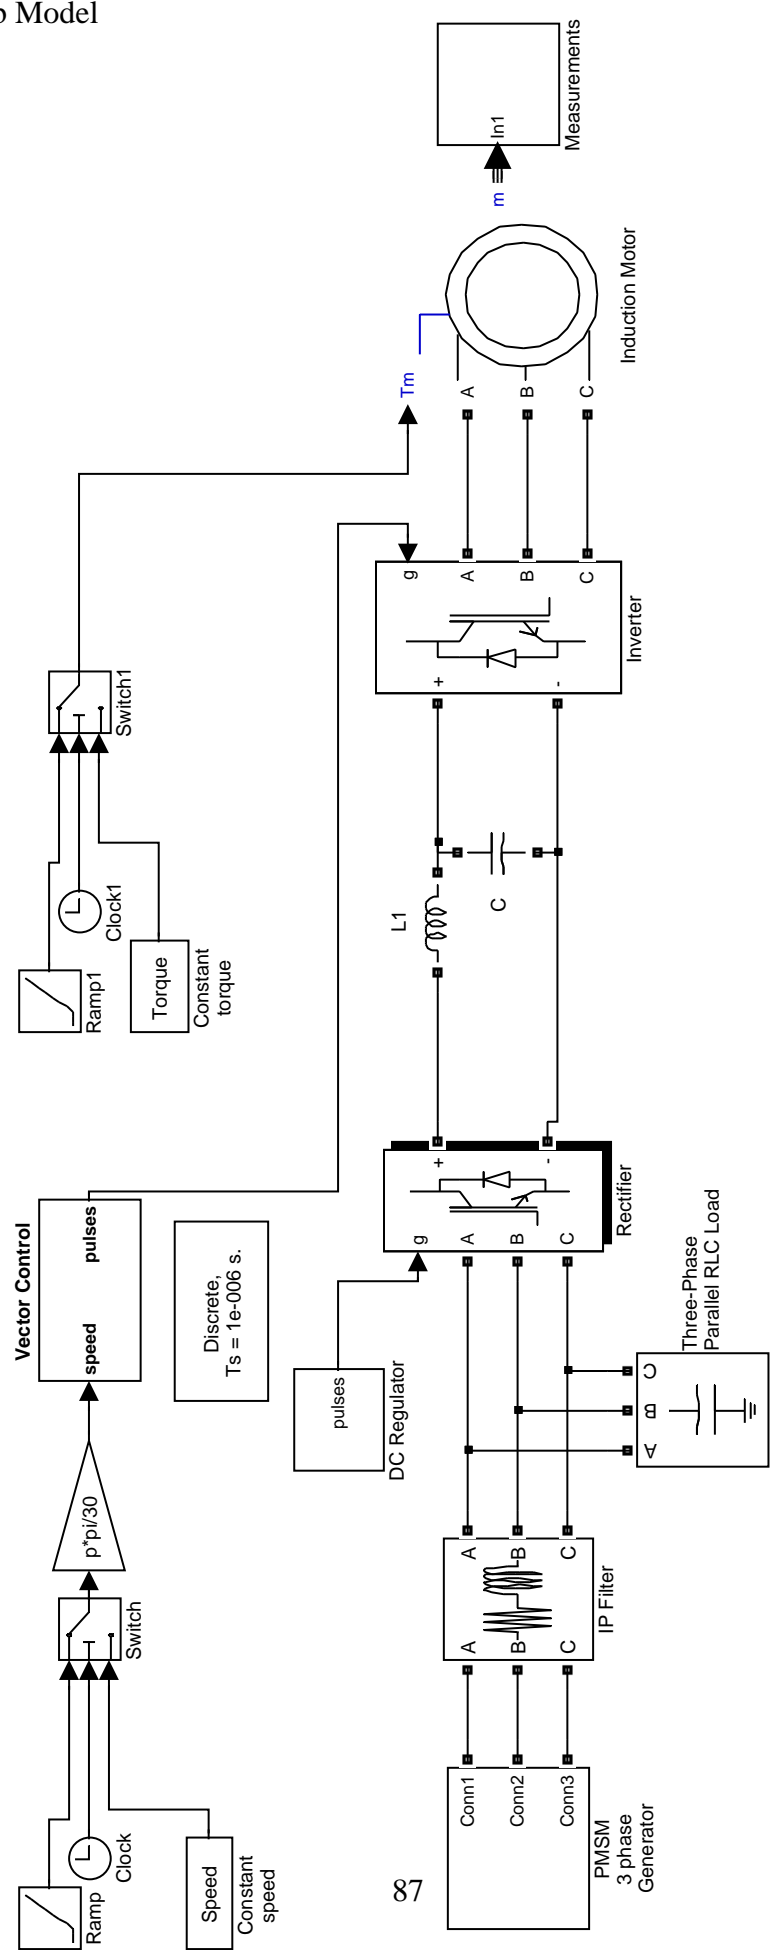 p Model
Ramp
Clock
Speed
Constant
speed
Switch
p*pi/30
Vector Control
speed
pulses
Discrete,
Ts = 1e-006 s.
Ramp1
Clock1
Torque
Constant
torque
Switch1
PMSM
3 phase
Generator
Conn1
Conn2
Conn3
A
B
C
A
B
C
IP Filter
A
B
C
Three-Phase
Parallel RLC Load
pulses
DC Regulator
g
A
B
C
+
-
Rectifier
L1
C
+
-
g
A
B
C
Inverter
Tm
A
B
C
m
Induction Motor
In1
Measurements
87